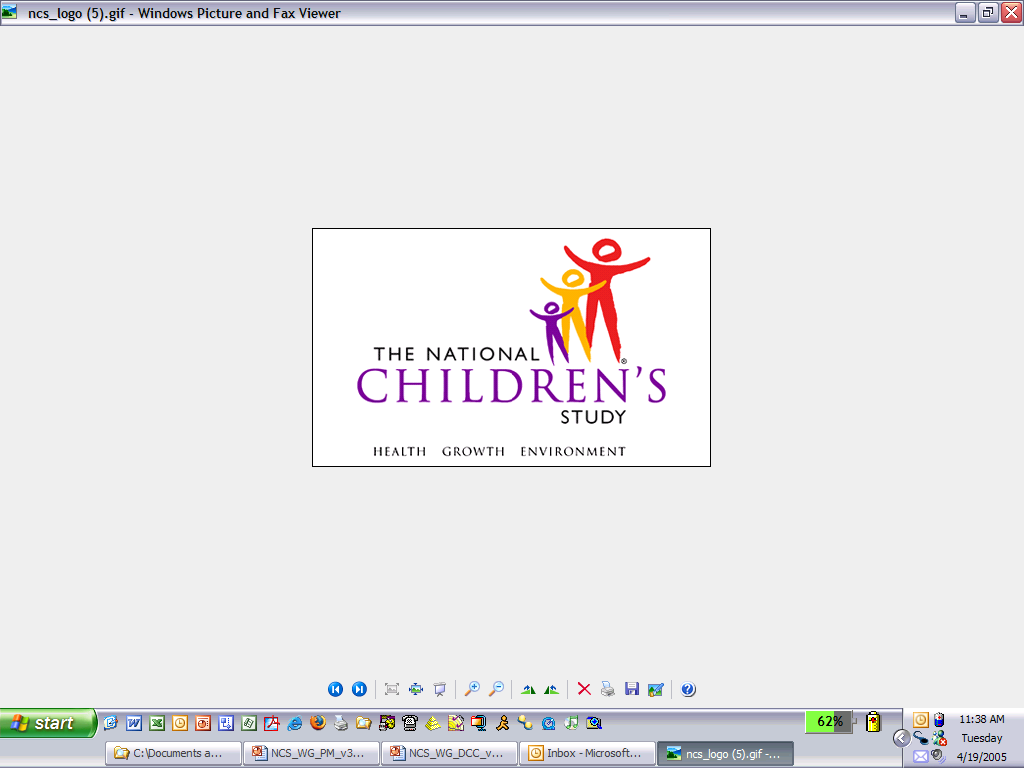 ncs_logo (5).gif - Windows Picture and Fax Viewer
THE NATIONAL
CHILDREN'S
®
STUDY
HEALTH GROWTH ENVIRONMENT
start
62%
11:38 AM
Tuesday
4/19/2005
C:\Documents a...
NCS_WG_PM_v3...
NCS_WG_DCC_v...
Inbox - Microsoft...
ncs_logo (5).gif -...